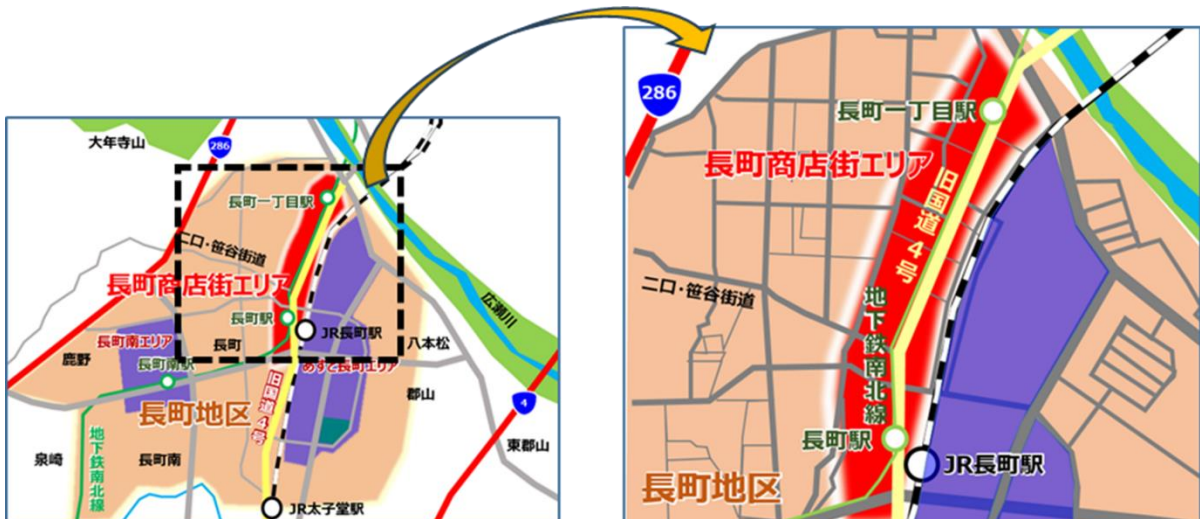 大年寺山
286
長町一丁目駅
二口・笹谷街道
長町商店街エリア
広瀬川
長町駅
JR長町駅
長町南エリア
長町
八本松
鹿野
長町南駅
あすと長町エリア
旧国道4号
郡山
長町地区
4
地下鉄南北線
泉崎
長町南
東郡山
JR太子堂駅
286
長町一丁目駅
長町商店街エリア
旧国道4号
二口・笹谷街道
地下鉄南北線
長町駅
JR長町駅
長町地区